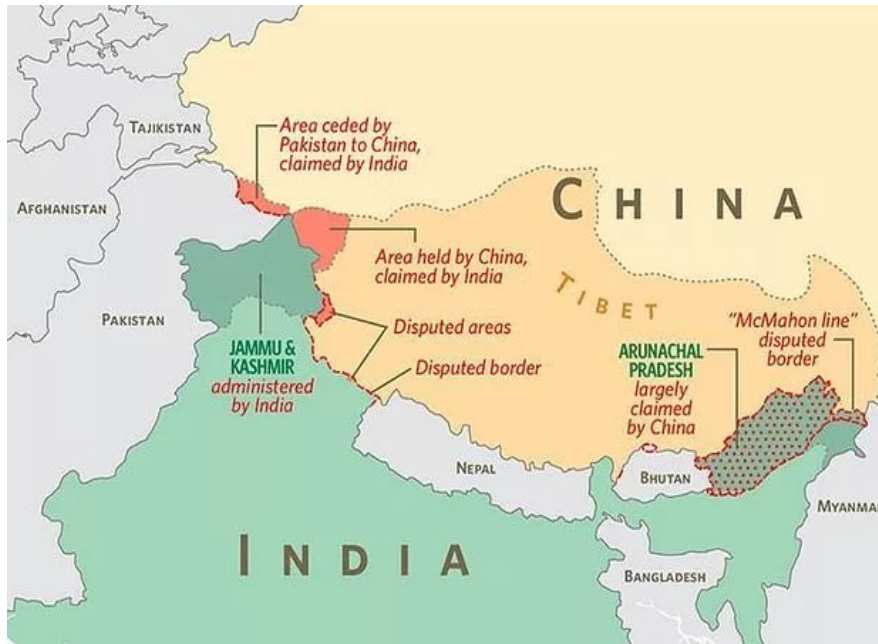 TAJIKISTAN
Area ceded by
Pakistan to China,
claimed by India
AFGHANISTAN
CHINA
Area held by China,
claimed by India
TIBET
PAKISTAN
Disputed areas
"McMahon line"
disputed
border
JAMMU &
KASHMIR
administered
by India
Disputed border
ARUNACHAL
PRADESH
largely
claimed
by China
NEPAL
BHUTAN
MYANMA
INDIA
BANGLADESH